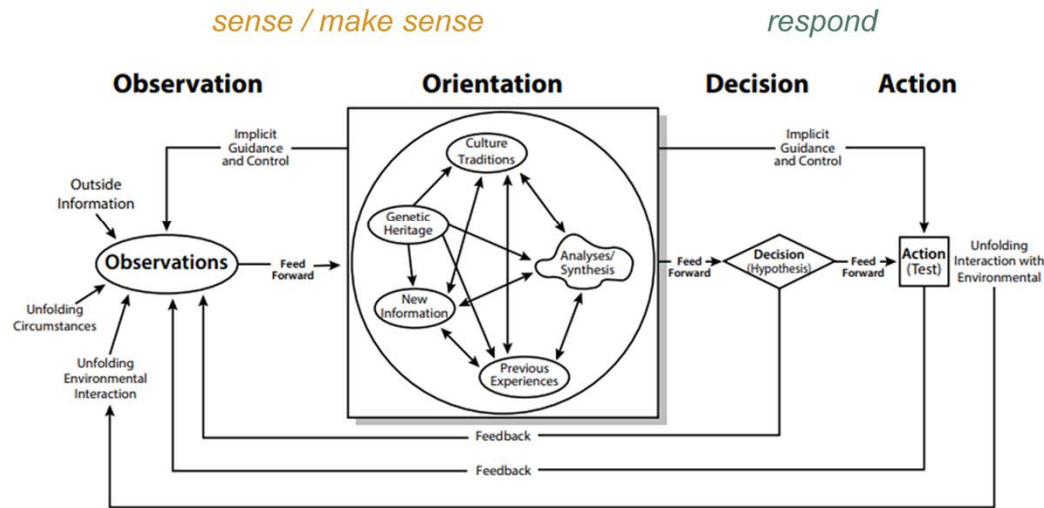 sense / make sense
respond
Observation
Orientation
Decision
Action
Implicit
Guidance
and Control
Outside
Information
Observations
Unfolding
Circumstances
Unfolding
Environmental
Interaction
Feed
Forward
Culture
Traditions
Genetic
Heritage
Analyses/
Synthesis
New
Information
Previous
Experiences
Implicit
Guidance
and Control
Feed
Forward
Decision
(Hypothesis)
Feed
Forward
Action
(Test)
Unfolding
Interaction with
Environmental
Feedback
Feedback